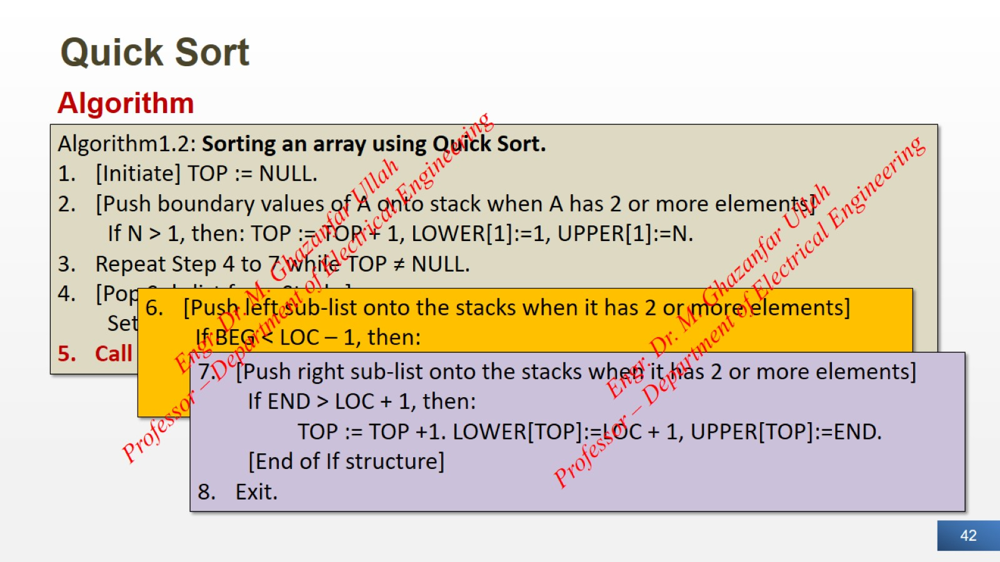 Quick Sort
Algorithm
Algorithm1.2: Sorting an array using Quick Sort.
1. [Initiate] TOP := NULL.
2. [Push boundary values of A onto stack when A has 2 or more elements]
If N > 1, then: TOP := TOP + 1, LOWER[1]:=1, UPPER[1]:=N.
3. Repeat Step 4 to 7 while TOP ≠ NULL.
4. [Pop
Set
5. Call
6. [Push left sub-list onto the stacks when it has 2 or more elements]
If BEG < LOC – 1, then:
7. [Push right sub-list onto the stacks when it has 2 or more elements]
If END > LOC + 1, then:
TOP := TOP +1. LOWER[TOP]:=LOC + 1, UPPER[TOP]:=END.
[End of If structure]
8. Exit.
Engr. Dr. M. Ghazanfar Ullah
Professor – Department of Electrical Engineering
Engr. Dr. M. Ghazanfar Ullah
Professor – Department of Electrical Engineering
42